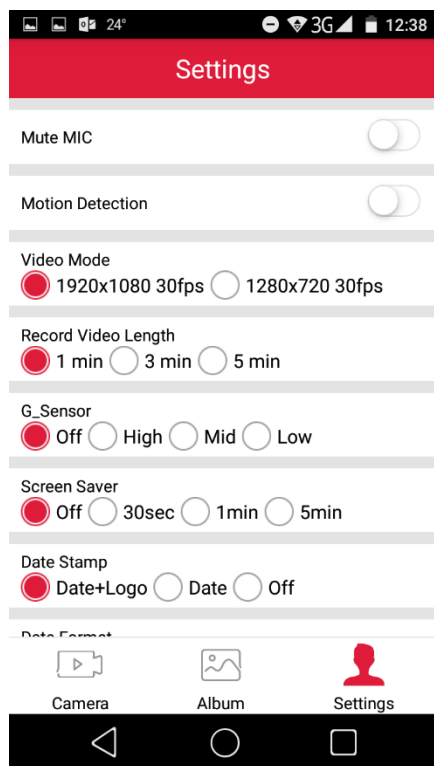 24° 3G 12:38
Settings
Mute MIC
Motion Detection
Video Mode
1920x1080 30fps 1280x720 30fps
Record Video Length
1 min 3 min 5 min
G_Sensor
Off High Mid Low
Screen Saver
Off 30sec 1min 5min
Date Stamp
Date+Logo Date Off
Date Format
Camera Album Settings